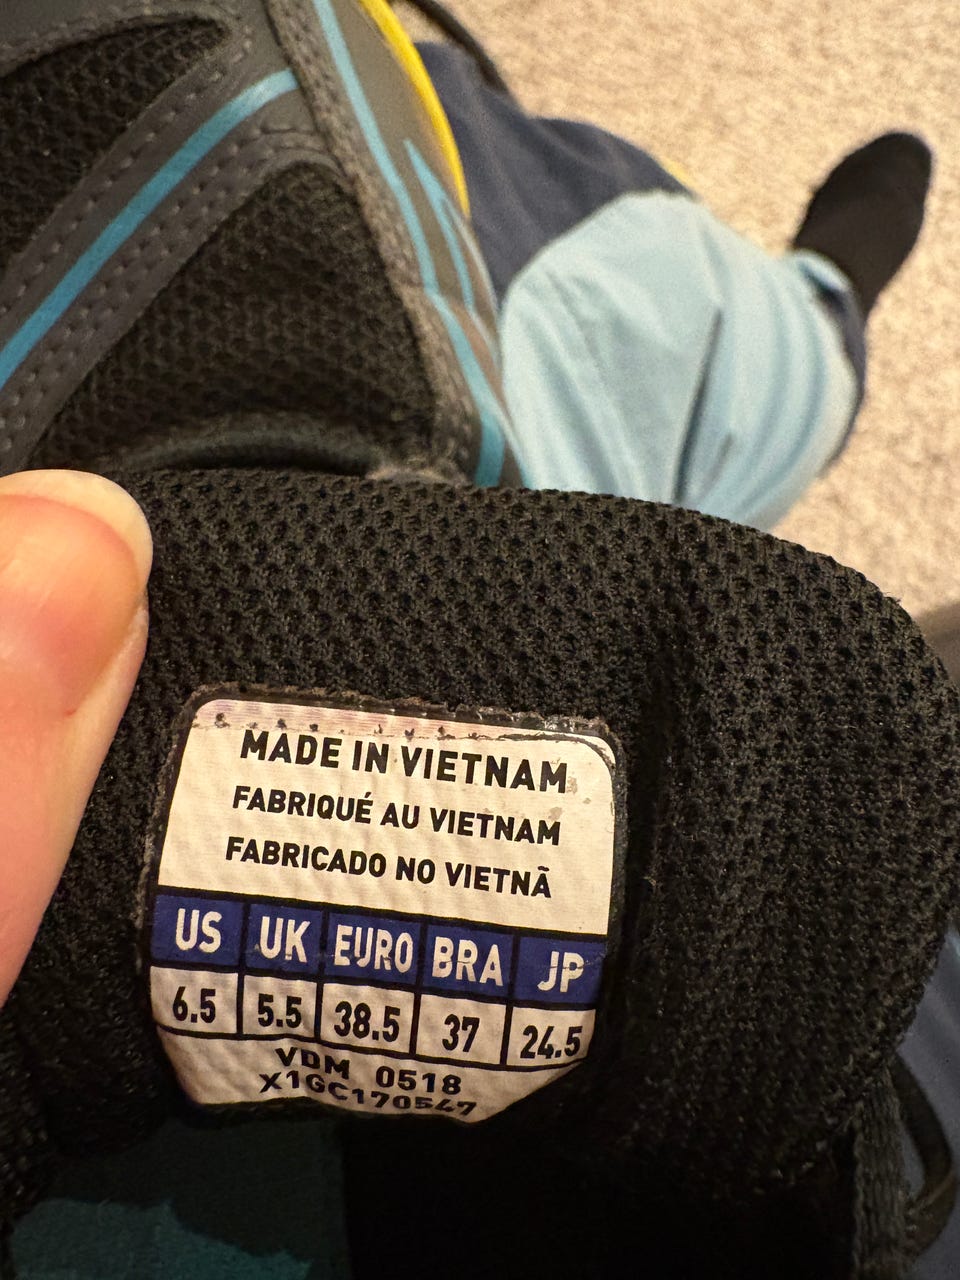 MADE IN VIETNAM
FABRIQUÉ AU VIETNAM
FABRICADO NO VIETNÃ
US UK EURO BRA JP
6.5 5.5 38.5 37 24.5
VDM 0518
X1GC170547